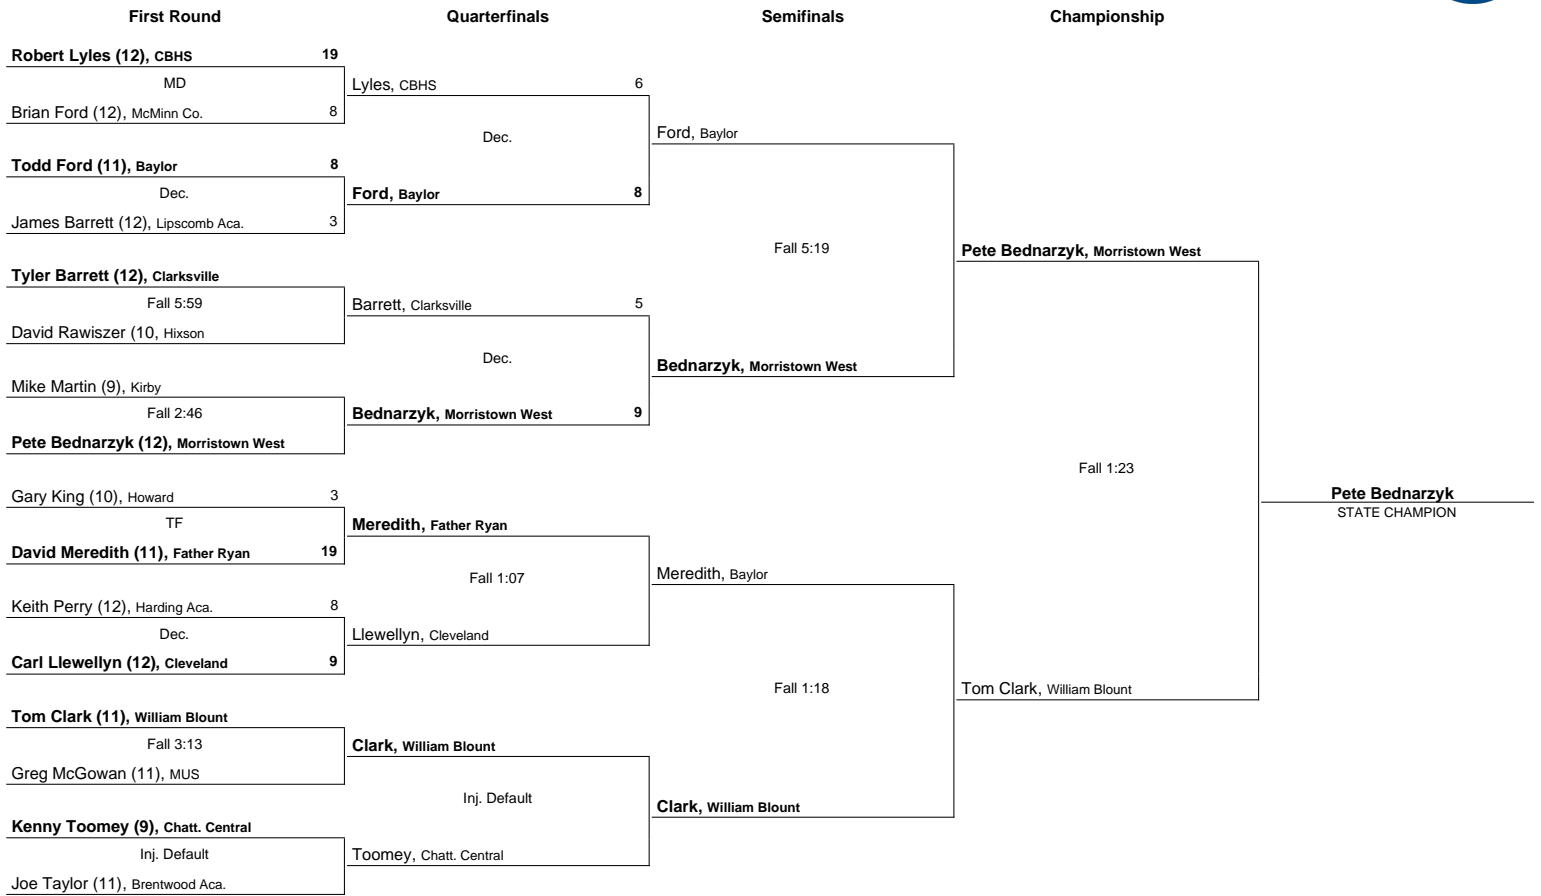 First Round Quarterfinals Semifinals Championship
Robert Lyles (12), CBHS 19
MD
Brian Ford (12), McMinn Co. 8
Todd Ford (11), Baylor 8
Dec.
James Barrett (12), Lipscomb Aca. 3
Tyler Barrett (12), Clarksville
Fall 5:59
David Rawiszer (10, Hixson
Mike Martin (9), Kirby
Fall 2:46
Pete Bednarzyk (12), Morristown West
Gary King (10), Howard 3
TF
David Meredith (11), Father Ryan 19
Keith Perry (12), Harding Aca. 8
Dec.
Carl Llewellyn (12), Cleveland 9
Tom Clark (11), William Blount
Fall 3:13
Greg McGowan (11), MUS
Kenny Toomey (9), Chatt. Central
Inj. Default
Joe Taylor (11), Brentwood Aca.
Lyles, CBHS 6
Dec.
Ford, Baylor 8
Barrett, Clarksville 5
Dec.
Bednarzyk, Morristown West 9
Meredith, Father Ryan
Fall 1:07
Llewellyn, Cleveland
Clark, William Blount
Inj. Default
Toomey, Chatt. Central
Ford, Baylor
Fall 5:19
Bednarzyk, Morristown West
Meredith, Baylor
Fall 1:18
Clark, William Blount
Pete Bednarzyk, Morristown West
Fall 1:23
Tom Clark, William Blount
Pete Bednarzyk
STATE CHAMPION